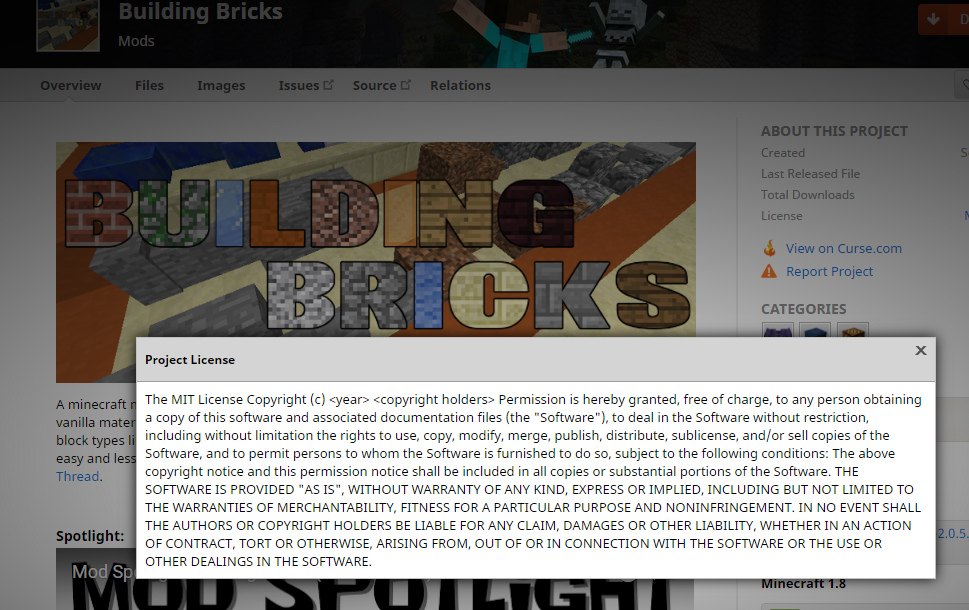 Building Bricks
Mods
Overview Files Images Issues Source Relations
BUILDING
BRICKS
ABOUT THIS PROJECT
Created
Last Released File
Total Downloads
License
View on Curse.com
Report Project
CATEGORIES
Project License
The MIT License Copyright (c) <year> <copyright holders> Permission is hereby granted, free of charge, to any person obtaining
a copy of this software and associated documentation files (the "Software"), to deal in the Software without restriction,
including without limitation the rights to use, copy, modify, merge, publish, distribute, sublicense, and/or sell copies of the
Software, and to permit persons to whom the Software is furnished to do so, subject to the following conditions: The above
copyright notice and this permission notice shall be included in all copies or substantial portions of the Software. THE
SOFTWARE IS PROVIDED "AS IS", WITHOUT WARRANTY OF ANY KIND, EXPRESS OR IMPLIED, INCLUDING BUT NOT LIMITED TO
THE WARRANTIES OF MERCHANTABILITY, FITNESS FOR A PARTICULAR PURPOSE AND NONINFRINGEMENT. IN NO EVENT SHALL
THE AUTHORS OR COPYRIGHT HOLDERS BE LIABLE FOR ANY CLAIM, DAMAGES OR OTHER LIABILITY, WHETHER IN AN ACTION
OF CONTRACT, TORT OR OTHERWISE, ARISING FROM, OUT OF OR IN CONNECTION WITH THE SOFTWARE OR THE USE OR
OTHER DEALINGS IN THE SOFTWARE.
A minecraft
vanilla
block types
easy and less
Thread.
Spotlight:
Mod
MOD SPOTLIGHT
-2.0.5.
Minecraft 1.8